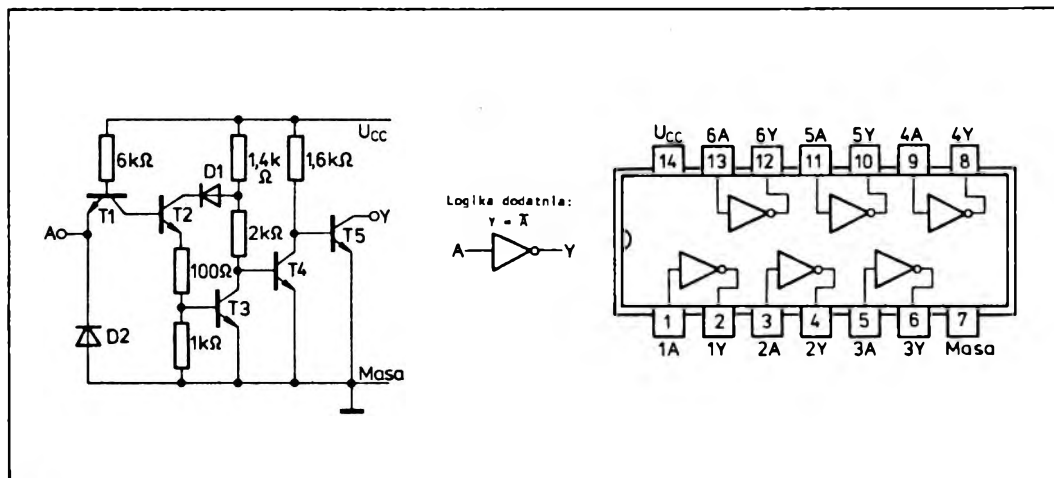 UCC
6kΩ
1,4k
Ω
1,6kΩ
D1
T1
T2
A
Y
T5
2kΩ
100Ω
T4
T3
D2
1kΩ
Masa
Logika dodatnia:
Y = A̅
A
Y
UCC 6A 6Y 5A 5Y 4A 4Y
14 13 12 11 10 9 8
1 2 3 4 5 6 7
1A 1Y 2A 2Y 3A 3Y Masa